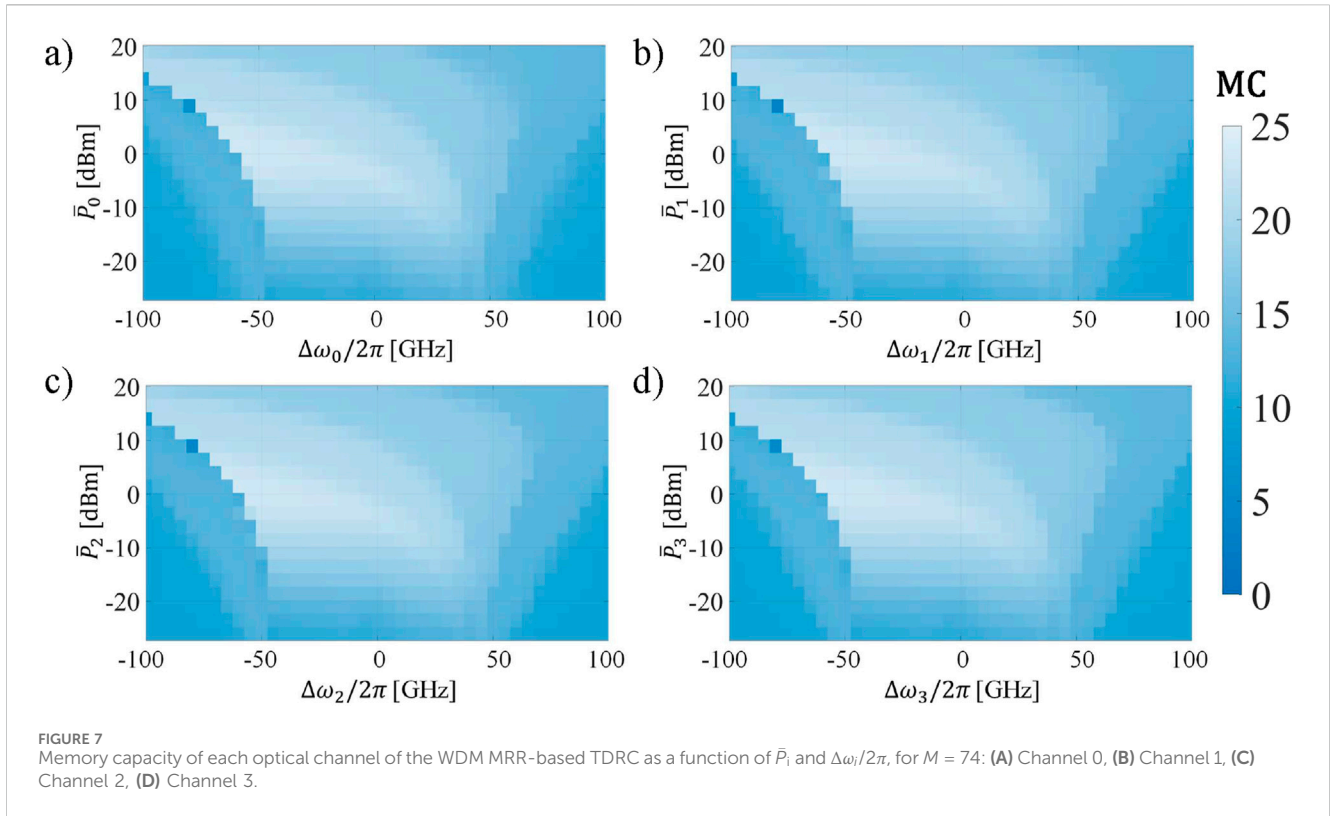 a)
20
10
0
-10
-20
P̄₀ [dBm]
-100 -50 0 50 100
Δω₀/2π [GHz]
b)
20
10
0
-10
-20
P̄₁ [dBm]
-100 -50 0 50 100
Δω₁/2π [GHz]
MC
25
20
15
10
5
0
c)
20
10
0
-10
-20
P̄₂ [dBm]
-100 -50 0 50 100
Δω₂/2π [GHz]
d)
20
10
0
-10
-20
P̄₃ [dBm]
-100 -50 0 50 100
Δω₃/2π [GHz]
FIGURE 7
Memory capacity of each optical channel of the WDM MRR-based TDRC as a function of P̄ᵢ and Δωᵢ/2π, for M = 74: (A) Channel 0, (B) Channel 1, (C)
Channel 2, (D) Channel 3.